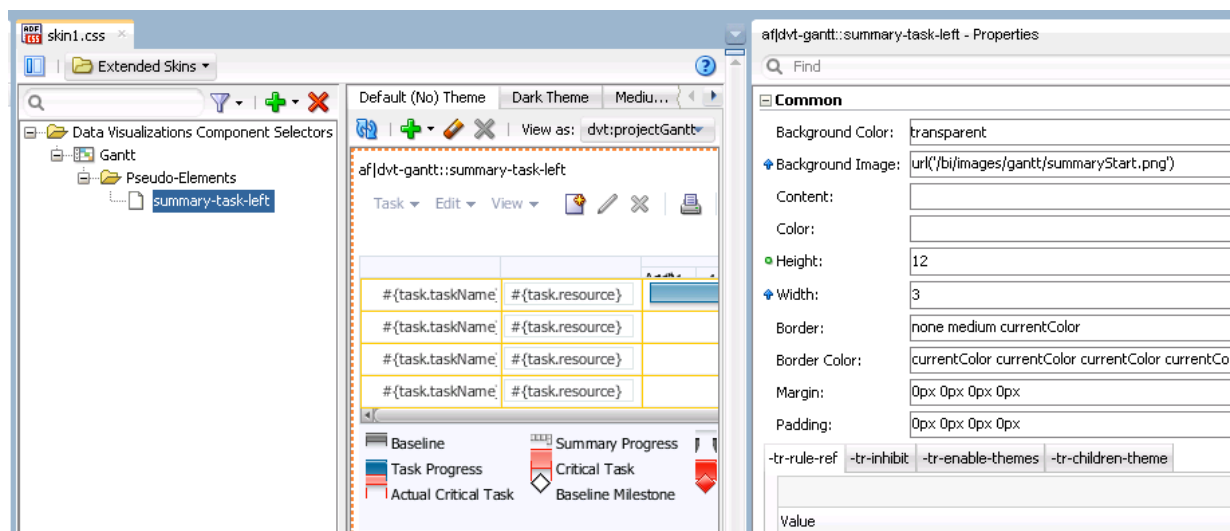 ADF CSS skin1.css
Extended Skins
Data Visualizations Component Selectors
Gantt
Pseudo-Elements
summary-task-left
Default (No) Theme Dark Theme Mediu...
View as: dvt:projectGantt
af|dvt-gantt::summary-task-left
Task Edit View
#{task.taskName} #{task.resource}
#{task.taskName} #{task.resource}
#{task.taskName} #{task.resource}
#{task.taskName} #{task.resource}
Baseline Summary Progress
Task Progress Critical Task
Actual Critical Task Baseline Milestone
af|dvt-gantt::summary-task-left - Properties
Find
Common
Background Color: transparent
Background Image: url('/bi/images/gantt/summaryStart.png')
Content:
Color:
Height: 12
Width: 3
Border: none medium currentColor
Border Color: currentColor currentColor currentColor currentCo
Margin: 0px 0px 0px 0px
Padding: 0px 0px 0px 0px
-tr-rule-ref -tr-inhibit -tr-enable-themes -tr-children-theme
Value